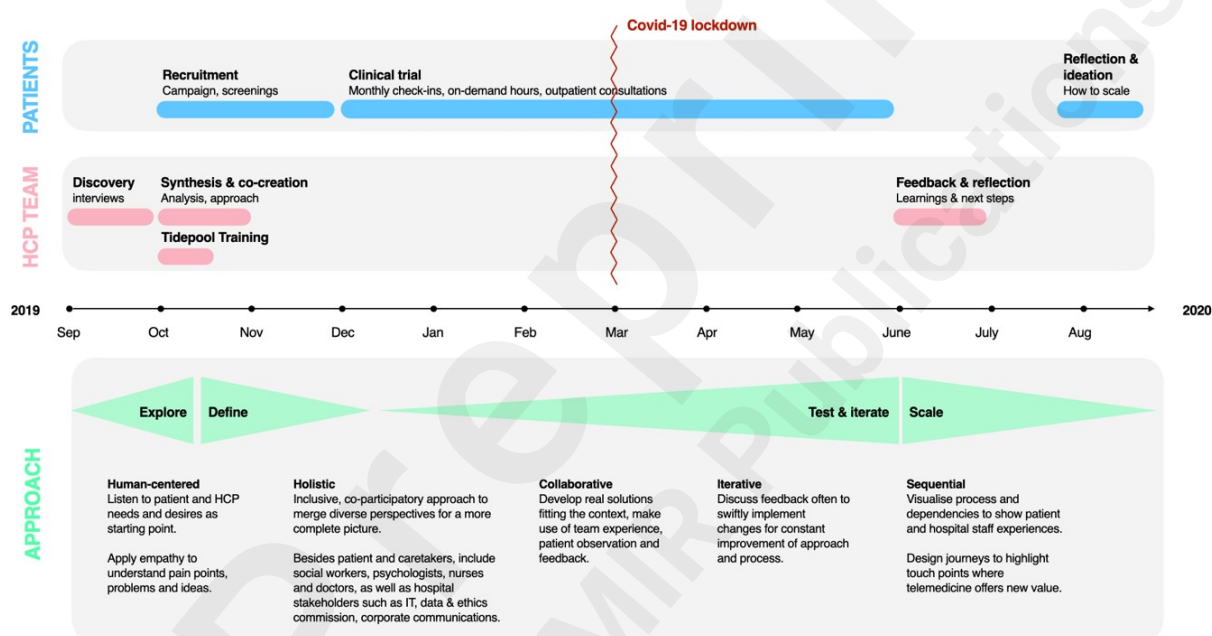 Covid-19 lockdown
PATIENTS
Recruitment
Campaign, screenings
Clinical trial
Monthly check-ins, on-demand hours, outpatient consultations
Reflection &
ideation
How to scale
HCP TEAM
Discovery
interviews
Synthesis & co-creation
Analysis, approach
Tidepool Training
Feedback & reflection
Learnings & next steps
2019
2020
Sep Oct Nov Dec Jan Feb Mar Apr May June July Aug
APPROACH
Explore
Define
Test & iterate
Scale
Human-centered
Listen to patient and HCP
needs and desires as
starting point.
Apply empathy to
understand pain points,
problems and ideas.
Holistic
Inclusive, co-participatory approach to
merge diverse perspectives for a more
complete picture.
Besides patient and caretakers, include
social workers, psychologists, nurses
and doctors, as well as hospital
stakeholders such as IT, data & ethics
commission, corporate communications.
Collaborative
Develop real solutions
fitting the context, make
use of team experience,
patient observation and
feedback.
Iterative
Discuss feedback often to
swiftly implement
changes for constant
improvement of approach
and process.
Sequential
Visualise process and
dependencies to show patient
and hospital staff experiences.
Design journeys to highlight
touch points where
telemedicine offers new value.
Preprint
JMIR Publications